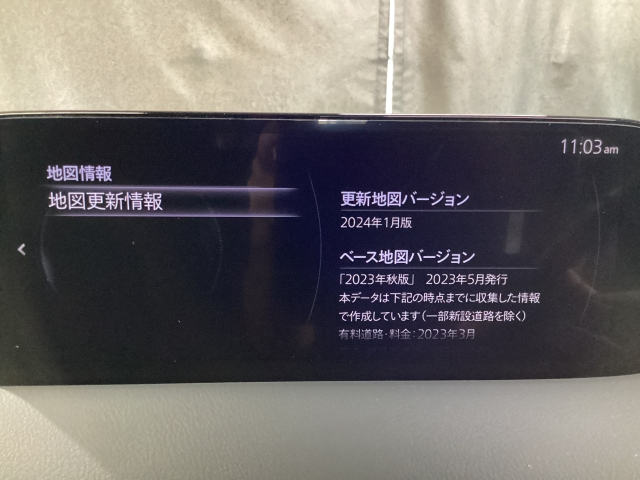 11:03 am
地図情報
地図更新情報
更新地図バージョン
2024年1月版
ベース地図バージョン
「2023年秋版」 2023年5月発行
本データは下記の時点までに収集した情報
で作成しています(一部新設道路を除く)
有料道路・料金:2023年3月